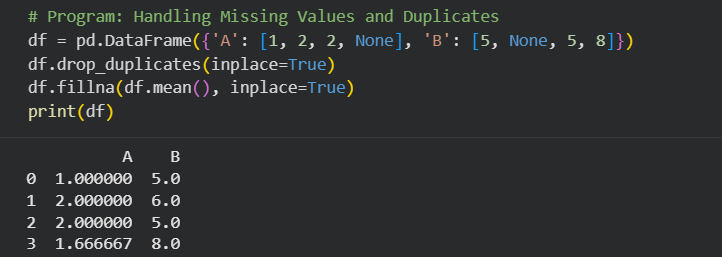 # Program: Handling Missing Values and Duplicates
df = pd.DataFrame({'A': [1, 2, 2, None], 'B': [5, None, 5, 8]})
df.drop_duplicates(inplace=True)
df.fillna(df.mean(), inplace=True)
print(df)
          A    B
0  1.000000  5.0
1  2.000000  6.0
2  2.000000  5.0
3  1.666667  8.0